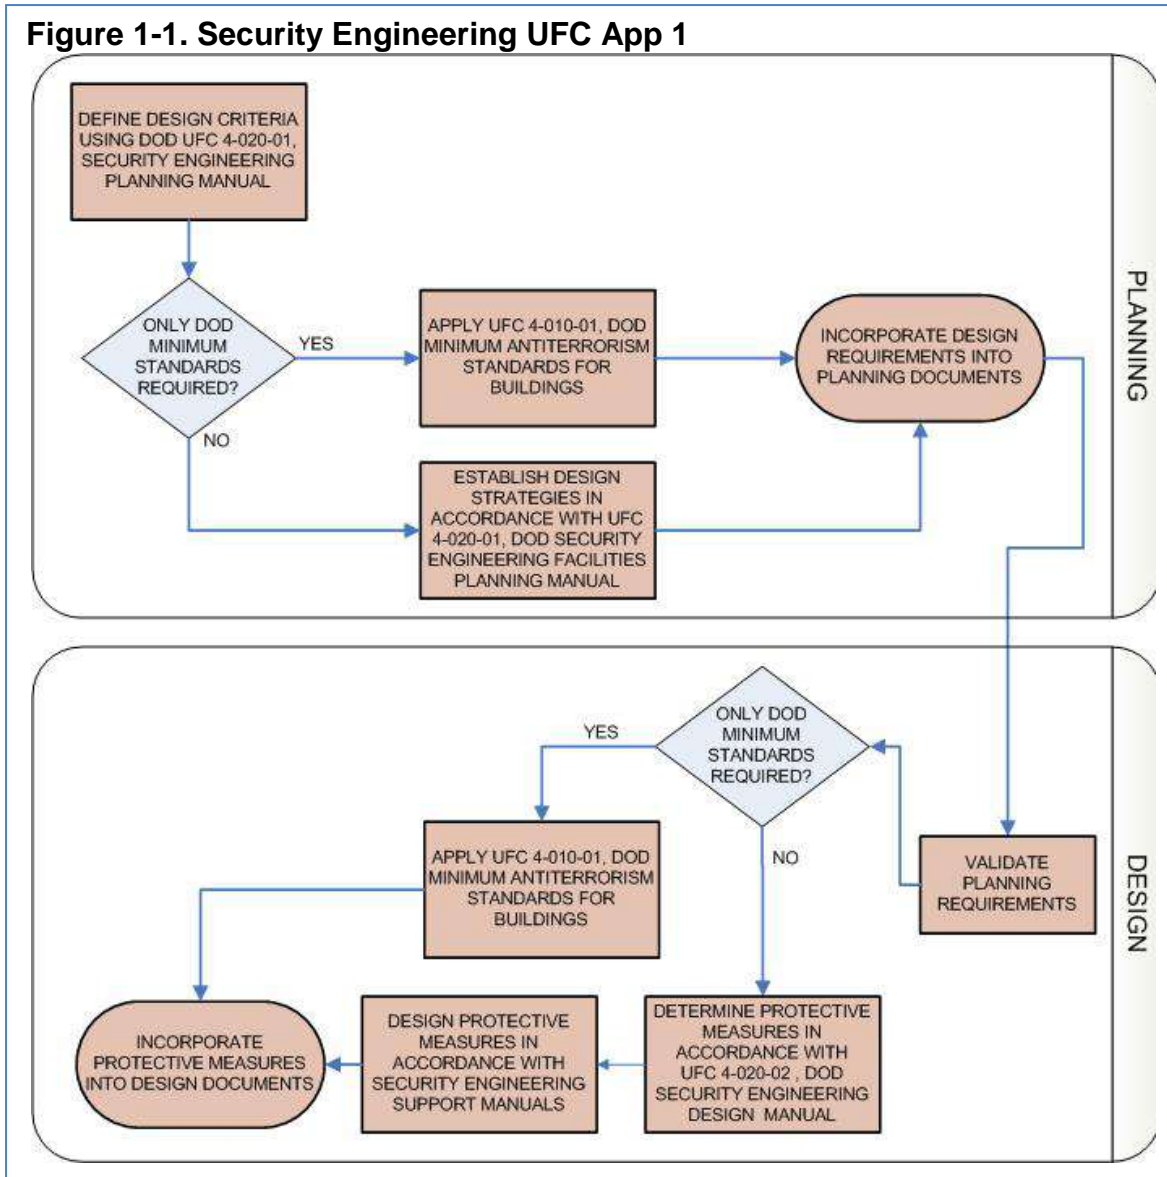 Figure 1-1. Security Engineering UFC App 1
DEFINE DESIGN CRITERIA
USING DOD UFC 4-020-01,
SECURITY ENGINEERING
PLANNING MANUAL
ONLY DOD
MINIMUM
STANDARDS
REQUIRED?
YES
NO
APPLY UFC 4-010-01, DOD
MINIMUM ANTITERRORISM
STANDARDS FOR
BUILDINGS
ESTABLISH DESIGN
STRATEGIES IN
ACCORDANCE WITH UFC
4-020-01, DOD SECURITY
ENGINEERING FACILITIES
PLANNING MANUAL
INCORPORATE DESIGN
REQUIREMENTS INTO
PLANNING DOCUMENTS
PLANNING
VALIDATE
PLANNING
REQUIREMENTS
ONLY DOD
MINIMUM
STANDARDS
REQUIRED?
YES
NO
APPLY UFC 4-010-01, DOD
MINIMUM ANTITERRORISM
STANDARDS FOR
BUILDINGS
DETERMINE PROTECTIVE
MEASURES IN
ACCORDANCE WITH
UFC 4-020-02 , DOD
SECURITY ENGINEERING
DESIGN MANUAL
DESIGN PROTECTIVE
MEASURES IN
ACCORDANCE WITH
SECURITY ENGINEERING
SUPPORT MANUALS
INCORPORATE
PROTECTIVE MEASURES
INTO DESIGN DOCUMENTS
DESIGN